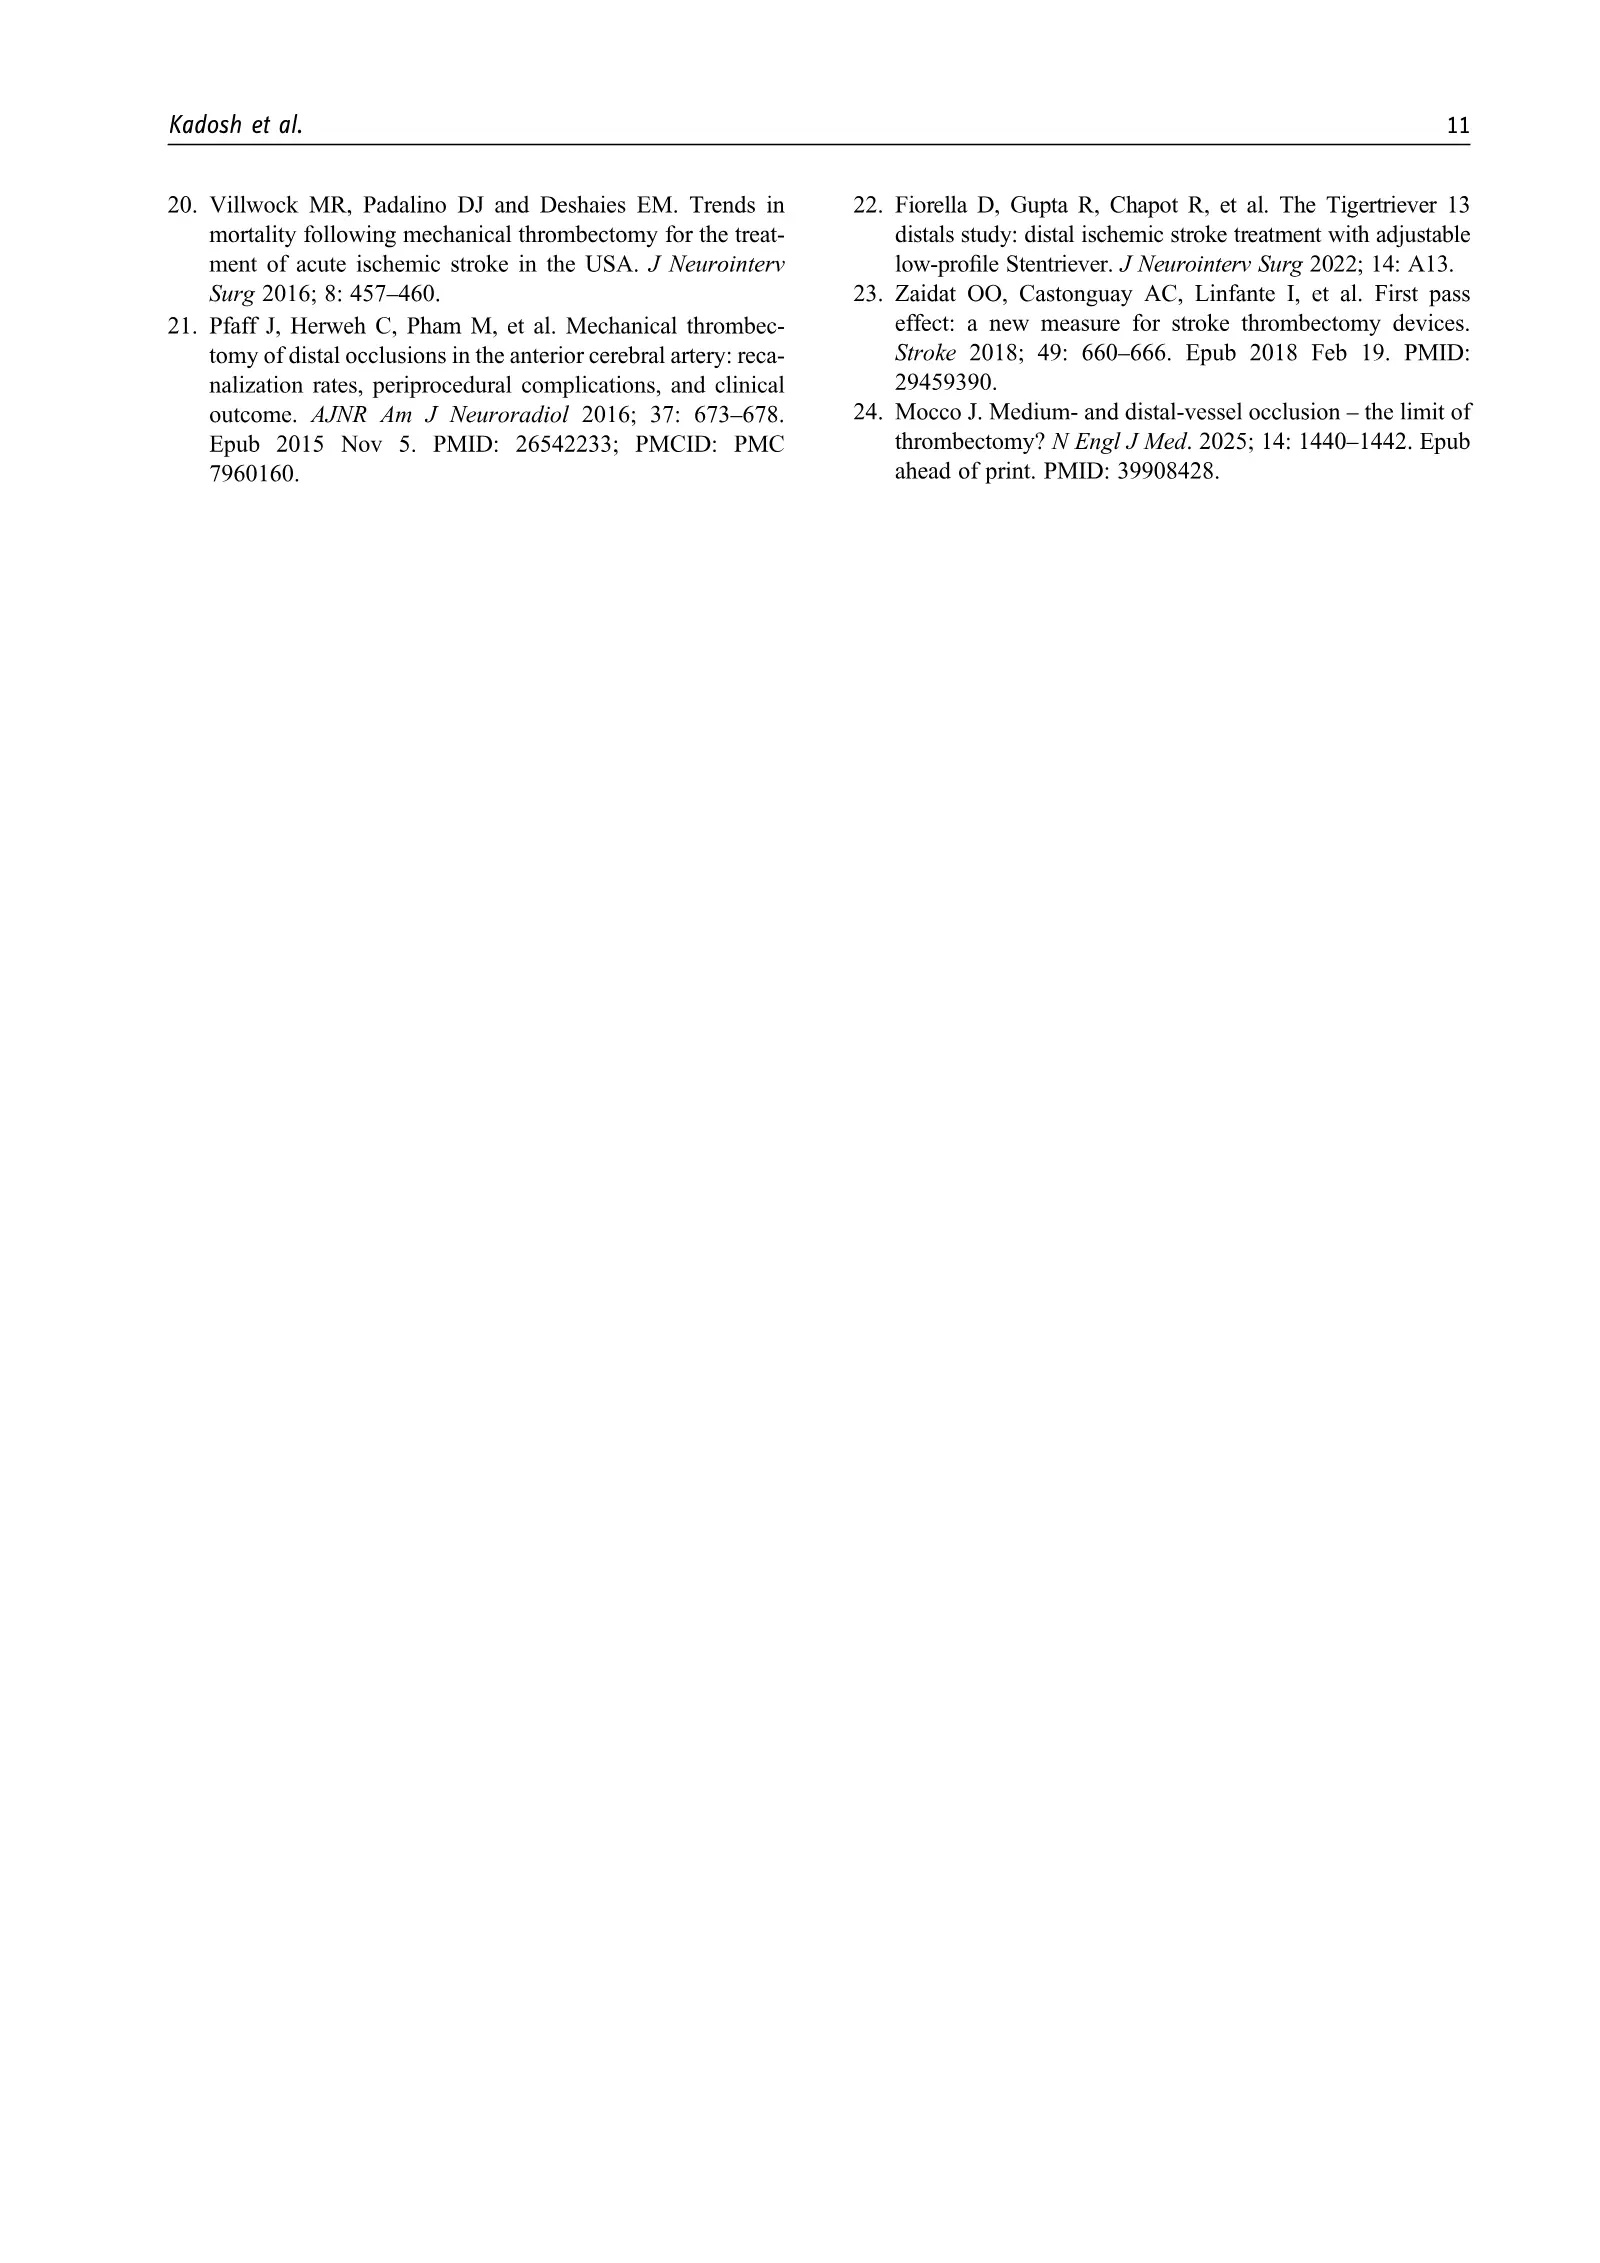 Kadosh et al.
11
20. Villwock MR, Padalino DJ and Deshaies EM. Trends in
mortality following mechanical thrombectomy for the treat-
ment of acute ischemic stroke in the USA. J Neurointerv
Surg 2016; 8: 457–460.
21. Pfaff J, Herweh C, Pham M, et al. Mechanical thrombec-
tomy of distal occlusions in the anterior cerebral artery: reca-
nalization rates, periprocedural complications, and clinical
outcome. AJNR Am J Neuroradiol 2016; 37: 673–678.
Epub 2015 Nov 5. PMID: 26542233; PMCID: PMC
7960160.
22. Fiorella D, Gupta R, Chapot R, et al. The Tigertriever 13
distals study: distal ischemic stroke treatment with adjustable
low-profile Stentriever. J Neurointerv Surg 2022; 14: A13.
23. Zaidat OO, Castonguay AC, Linfante I, et al. First pass
effect: a new measure for stroke thrombectomy devices.
Stroke 2018; 49: 660–666. Epub 2018 Feb 19. PMID:
29459390.
24. Mocco J. Medium- and distal-vessel occlusion – the limit of
thrombectomy? N Engl J Med. 2025; 14: 1440–1442. Epub
ahead of print. PMID: 39908428.